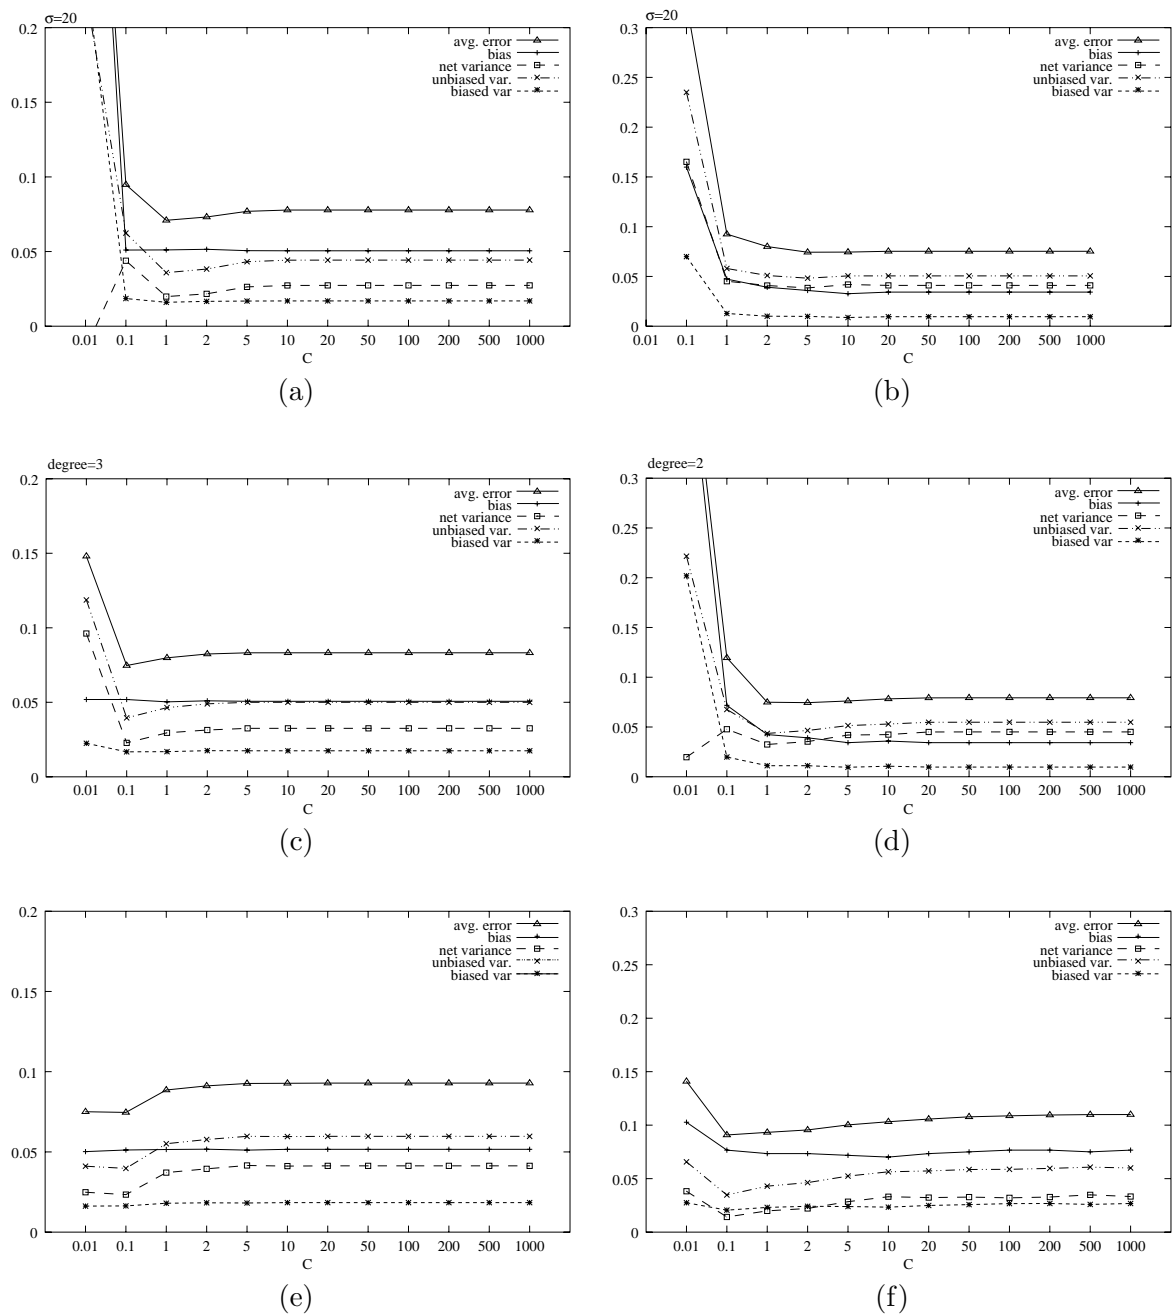 σ=20
0.2
0.15
0.1
0.05
0
avg. error
bias
net variance
unbiased var.
biased var
0.01 0.1 1 2 5 10 20 50 100 200 500 1000
C
(a)
σ=20
0.3
0.25
0.2
0.15
0.1
0.05
0
avg. error
bias
net variance
unbiased var.
biased var
0.01 0.1 1 2 5 10 20 50 100 200 500 1000
C
(b)
degree=3
0.2
0.15
0.1
0.05
0
avg. error
bias
net variance
unbiased var.
biased var
0.01 0.1 1 2 5 10 20 50 100 200 500 1000
C
(c)
degree=2
0.3
0.25
0.2
0.15
0.1
0.05
0
avg. error
bias
net variance
unbiased var.
biased var
0.01 0.1 1 2 5 10 20 50 100 200 500 1000
C
(d)
0.2
0.15
0.1
0.05
0
avg. error
bias
net variance
unbiased var.
biased var
0.01 0.1 1 2 5 10 20 50 100 200 500 1000
C
(e)
0.3
0.25
0.2
0.15
0.1
0.05
0
avg. error
bias
net variance
unbiased var.
biased var
0.01 0.1 1 2 5 10 20 50 100 200 500 1000
C
(f)